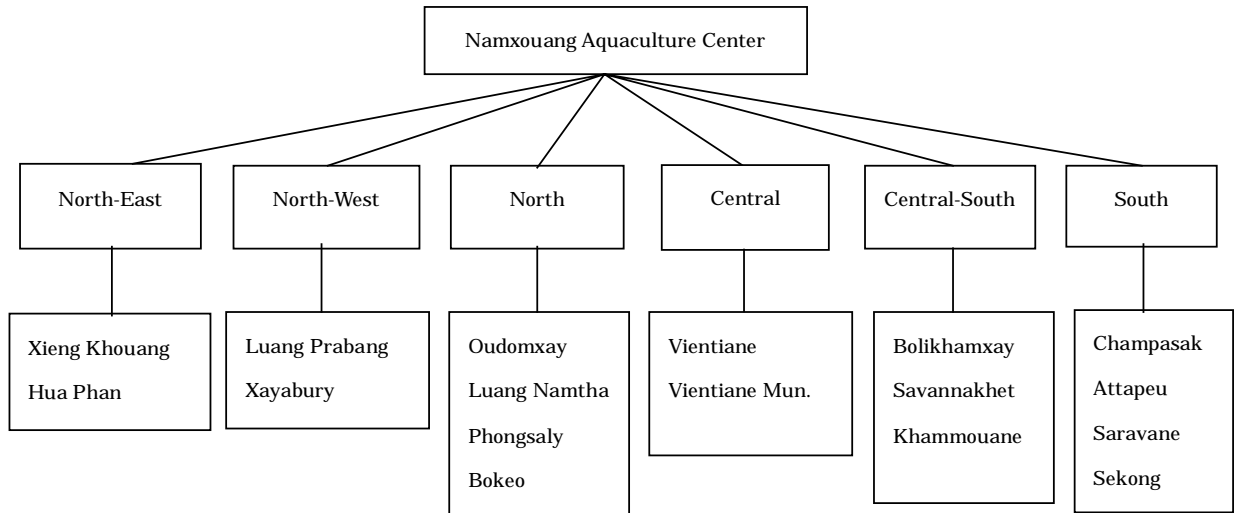 Namxouang Aquaculture Center
North-East
North-West
North
Central
Central-South
South
Xieng Khouang
Hua Phan
Luang Prabang
Xayabury
Oudomxay
Luang Namtha
Phongsaly
Bokeo
Vientiane
Vientiane Mun.
Bolikhamxay
Savannakhet
Khammouane
Champasak
Attapeu
Saravane
Sekong